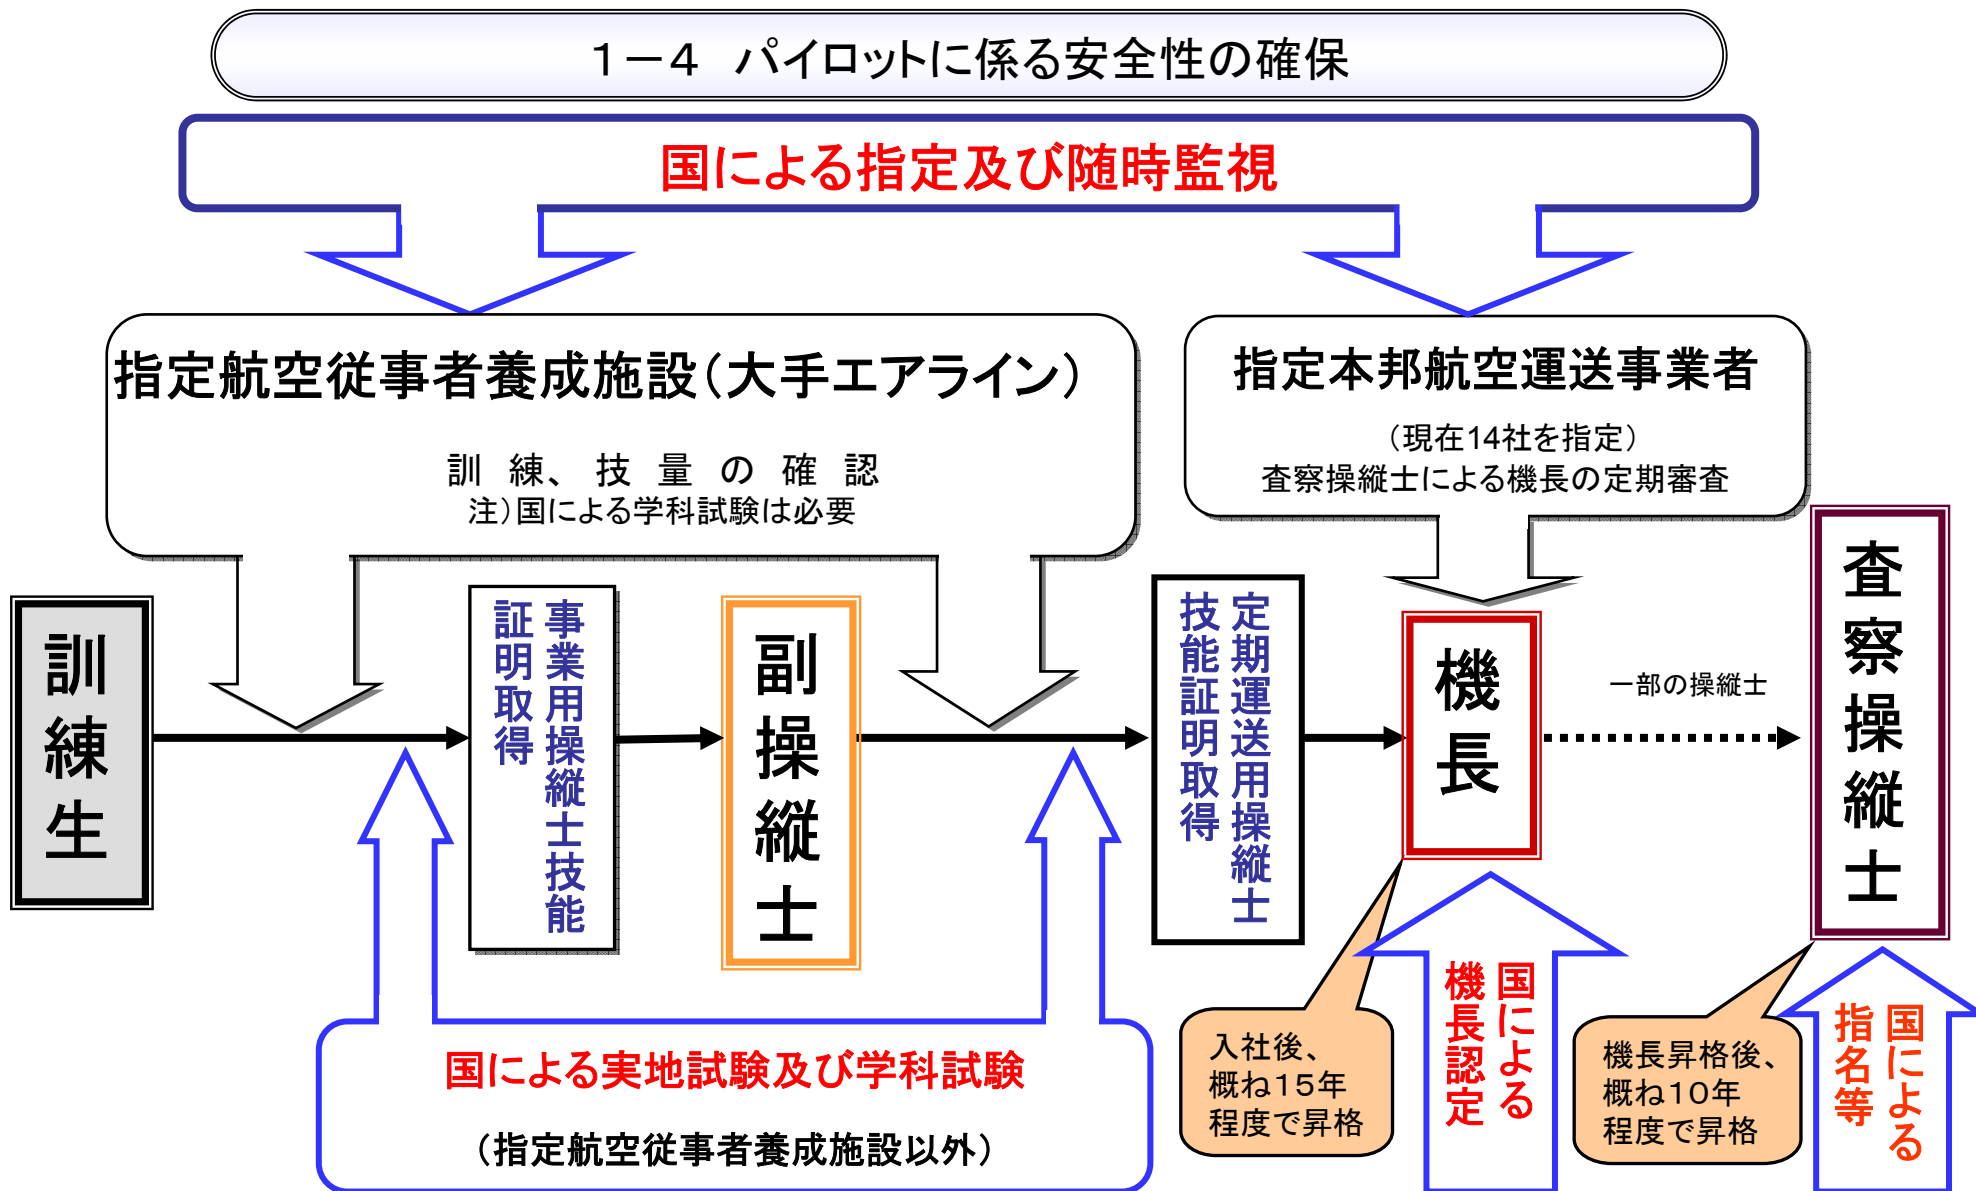 １－４　パイロットに係る安全性の確保
国による指定及び随時監視
指定航空従事者養成施設（大手エアライン）
訓　練、　技　量　の　確　認
注）国による学科試験は必要
指定本邦航空運送事業者
（現在14社を指定）
査察操縦士による機長の定期審査
訓練生
事業用操縦士技能
証明取得
副操縦士
定期運送用操縦士
技能証明取得
機長
一部の操縦士
査察操縦士
国による実地試験及び学科試験
（指定航空従事者養成施設以外）
入社後、
概ね１５年
程度で昇格
国による
機長認定
機長昇格後、
概ね１０年
程度で昇格
国による
指名等